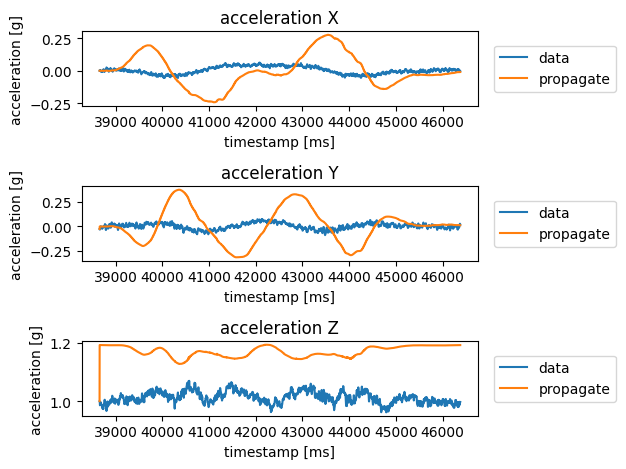 acceleration X
acceleration [g]
0.25
0.00
−0.25
39000 40000 41000 42000 43000 44000 45000 46000
timestamp [ms]
data
propagate
acceleration Y
acceleration [g]
0.25
0.00
−0.25
39000 40000 41000 42000 43000 44000 45000 46000
timestamp [ms]
data
propagate
acceleration Z
acceleration [g]
1.2
1.0
39000 40000 41000 42000 43000 44000 45000 46000
timestamp [ms]
data
propagate